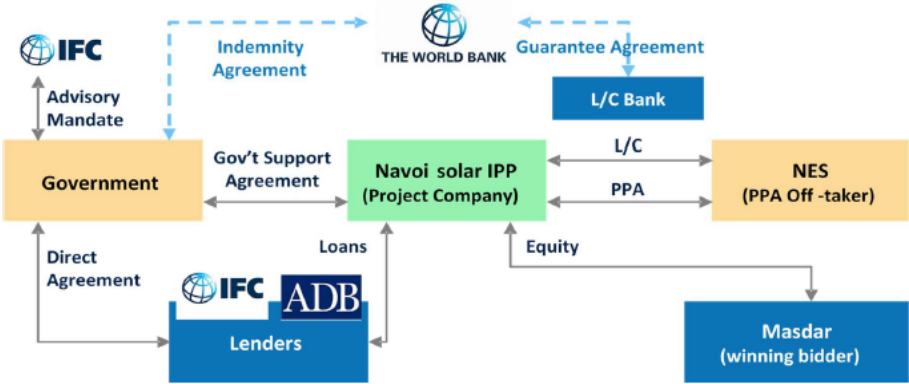 IFC
Indemnity
Agreement
THE WORLD BANK
Guarantee Agreement
Advisory
Mandate
L/C Bank
Government
Gov't Support
Agreement
Navoi solar IPP
(Project Company)
L/C
PPA
NES
(PPA Off -taker)
Direct
Agreement
Loans
Equity
IFC
ADB
Lenders
Masdar
(winning bidder)